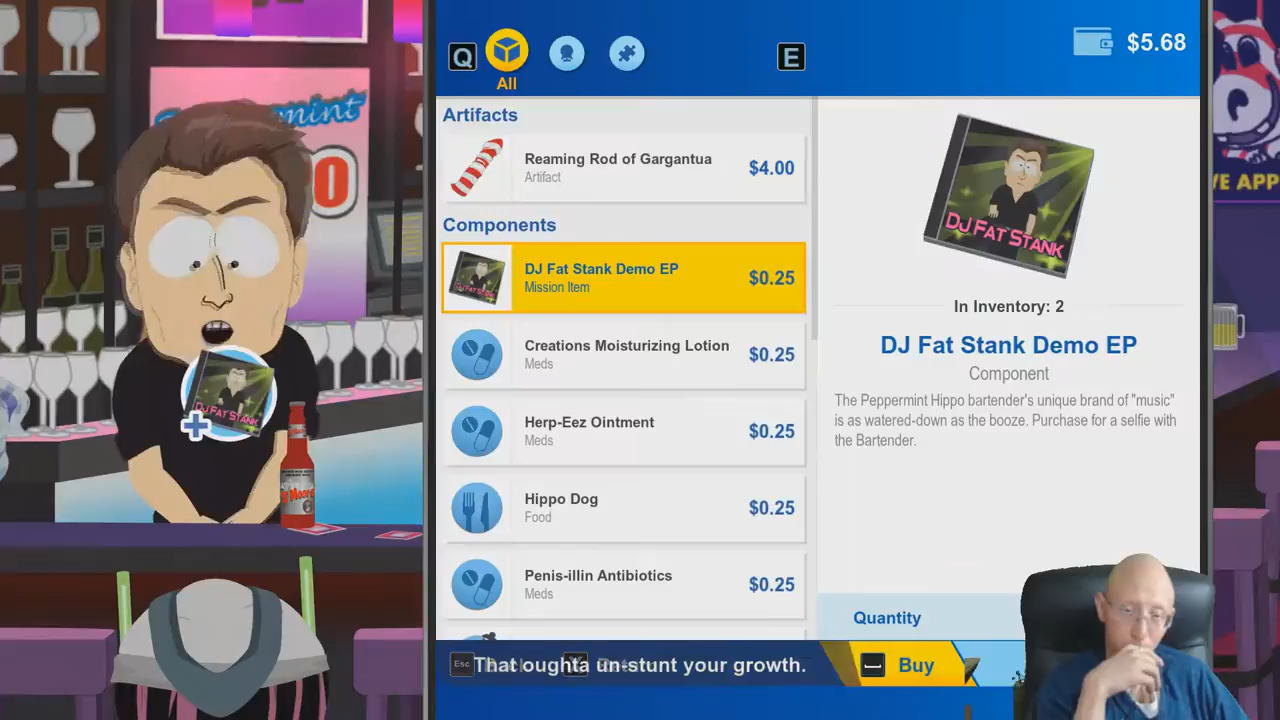 Q
E
All
$5.68
Artifacts
Reaming Rod of Gargantua
Artifact
$4.00
Components
DJ Fat Stank Demo EP
Mission Item
$0.25
Creations Moisturizing Lotion
Meds
$0.25
Herp-Eez Ointment
Meds
$0.25
Hippo Dog
Food
$0.25
Penis-illin Antibiotics
Meds
$0.25
DJ FAT STANK
In Inventory: 2
DJ Fat Stank Demo EP
Component
The Peppermint Hippo bartender's unique brand of "music"
is as watered-down as the booze. Purchase for a selfie with
the Bartender.
Quantity
Esc
That oughta un-stunt your growth.
Buy
DJ FAT STANK